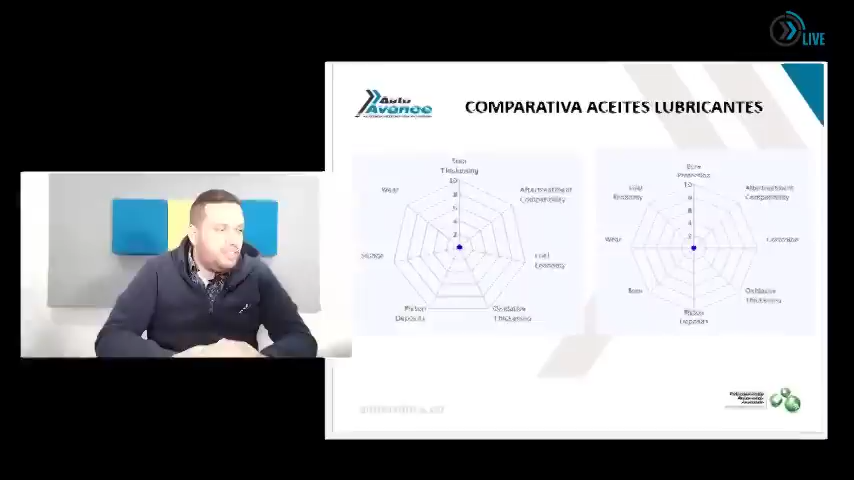 LIVE
Auto
Avance
COMPARATIVA ACEITES LUBRICANTES
Soot
Thickening
10
8
6
4
2
Wear
Aftertreatment
Compatibility
Sludge
Fuel
Economy
Piston
Deposits
Oxidative
Thickening
Bore
10
8
6
4
2
Fuel
Economy
Aftertreatment
Compatibility
Wear
Corrosion
Soot
Oxidative
Thickening
Piston
Deposits